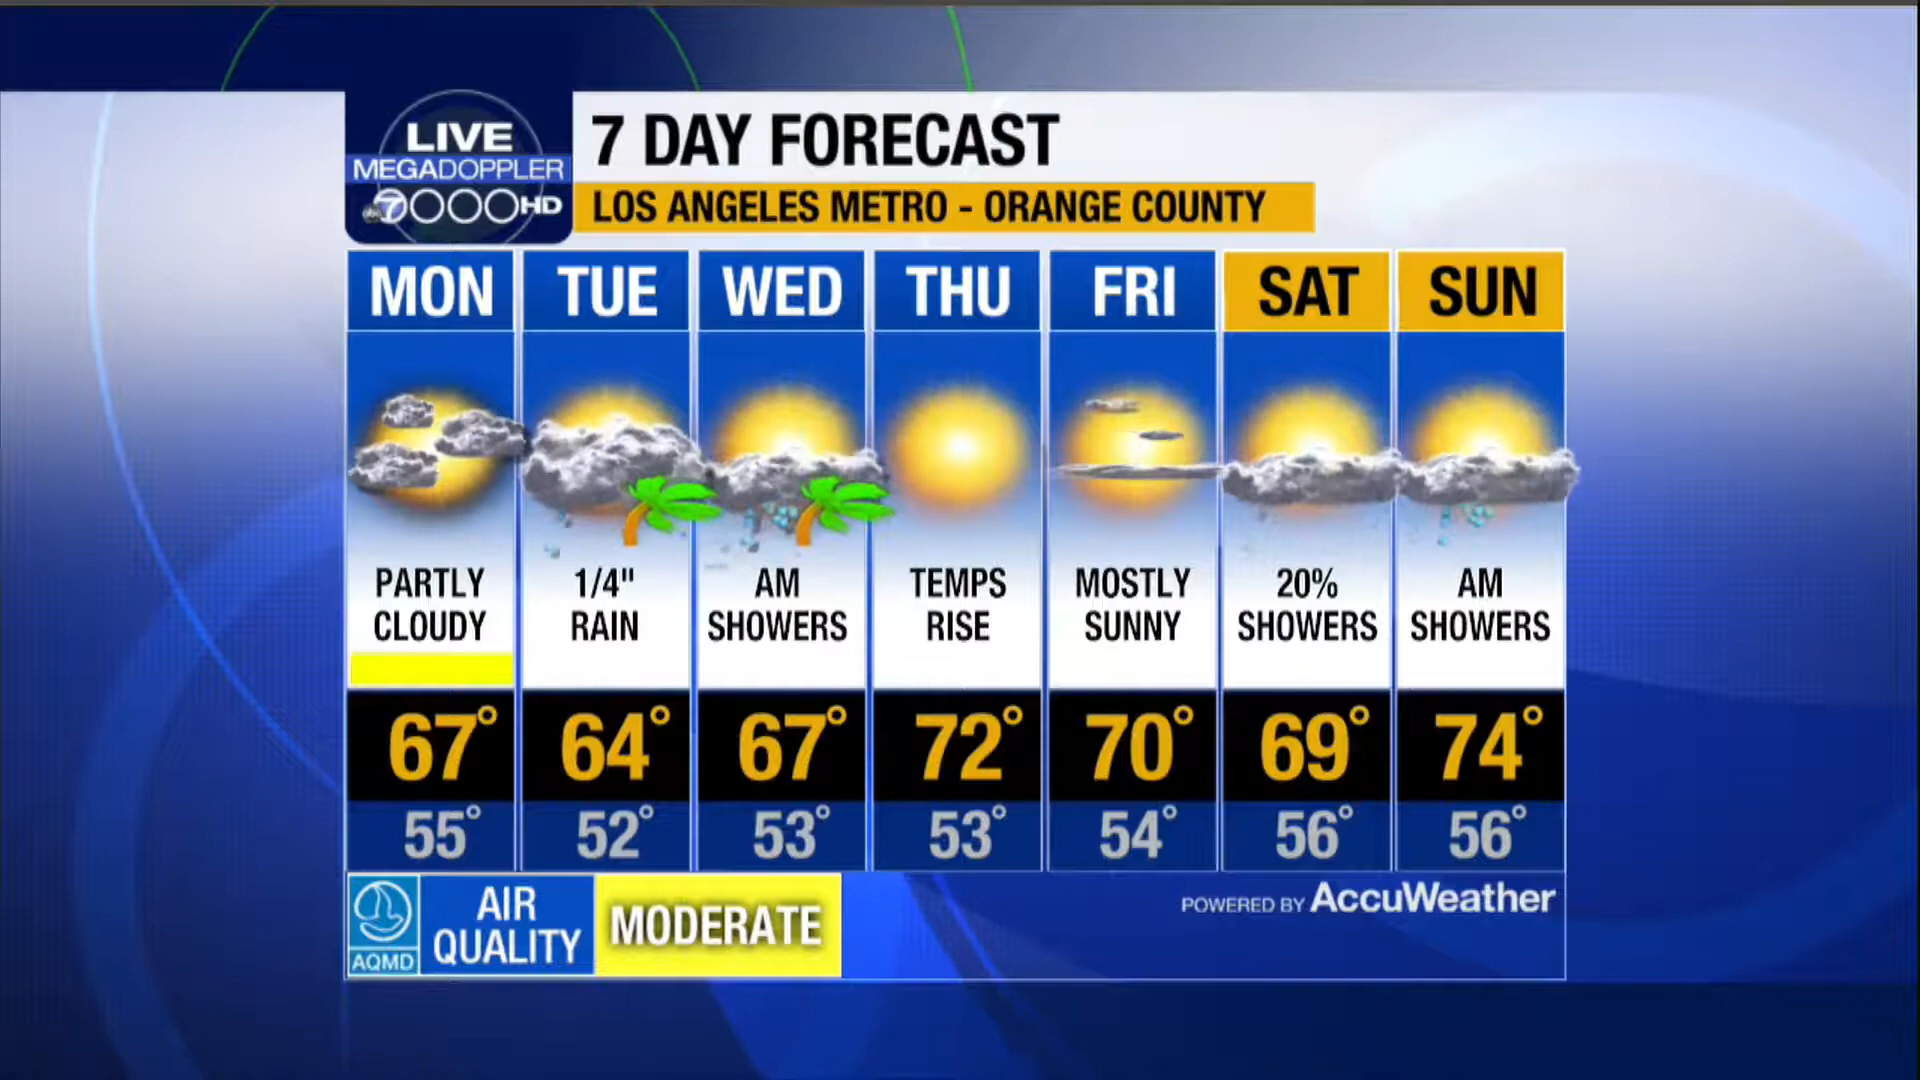 LIVE
MEGADOPPLER
abc7000HD
7 DAY FORECAST
LOS ANGELES METRO - ORANGE COUNTY
MON TUE WED THU FRI SAT SUN
PARTLY 1/4" AM TEMPS MOSTLY 20% AM
CLOUDY RAIN SHOWERS RISE SUNNY SHOWERS SHOWERS
67° 64° 67° 72° 70° 69° 74°
55° 52° 53° 53° 54° 56° 56°
AQMD
AIR
QUALITY
MODERATE
POWERED BY AccuWeather